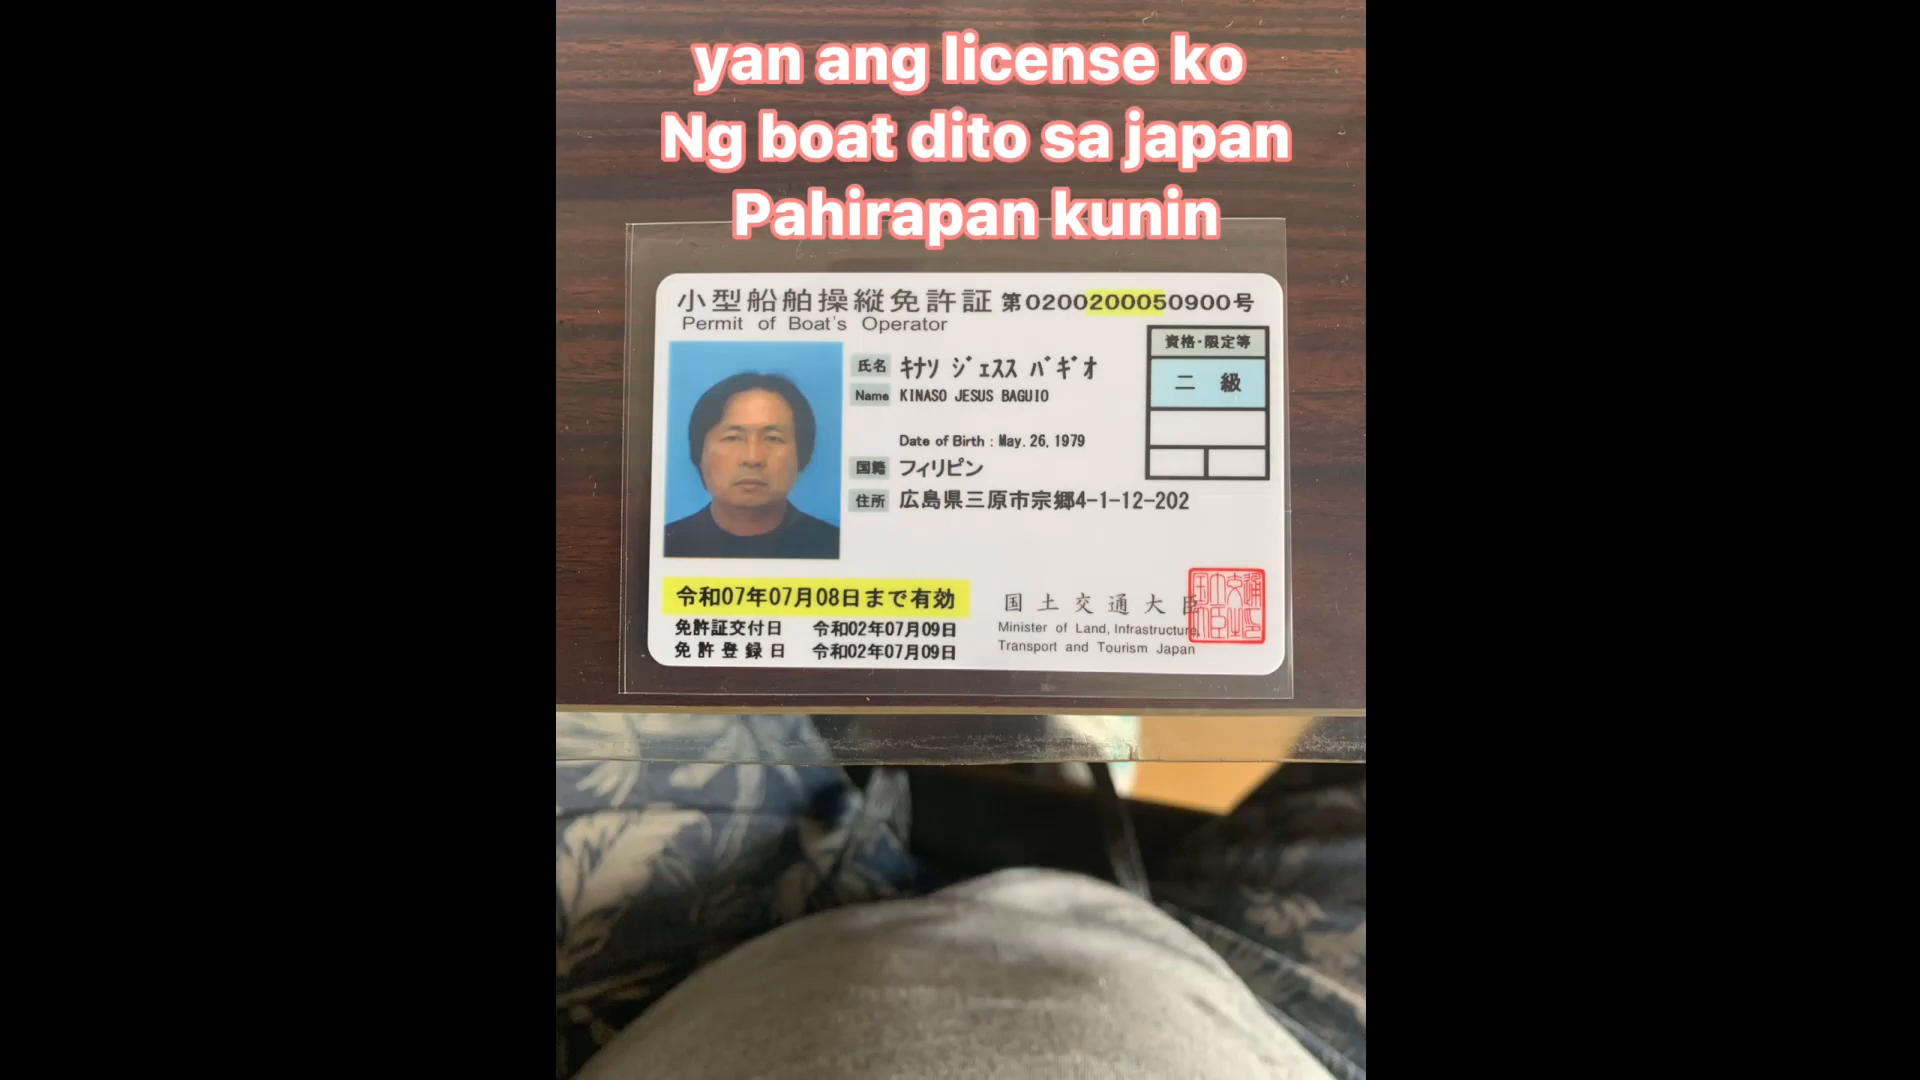 yan ang license ko
Ng boat dito sa japan
Pahirapan kunin
小型船舶操縦免許証 第0200200050900号
Permit of Boat's Operator
資格・限定等
二 級
氏名 ｷﾅｿ ｼﾞｪｽｽ ﾊﾞｷﾞｵ
Name KINASO JESUS BAGUIO
Date of Birth : May. 26, 1979
国籍 フィリピン
住所 広島県三原市宗郷4-1-12-202
令和07年07月08日まで有効
免許証交付日 令和02年07月09日
免許登録日 令和02年07月09日
国土交通大臣
Minister of Land, Infrastructure,
Transport and Tourism Japan